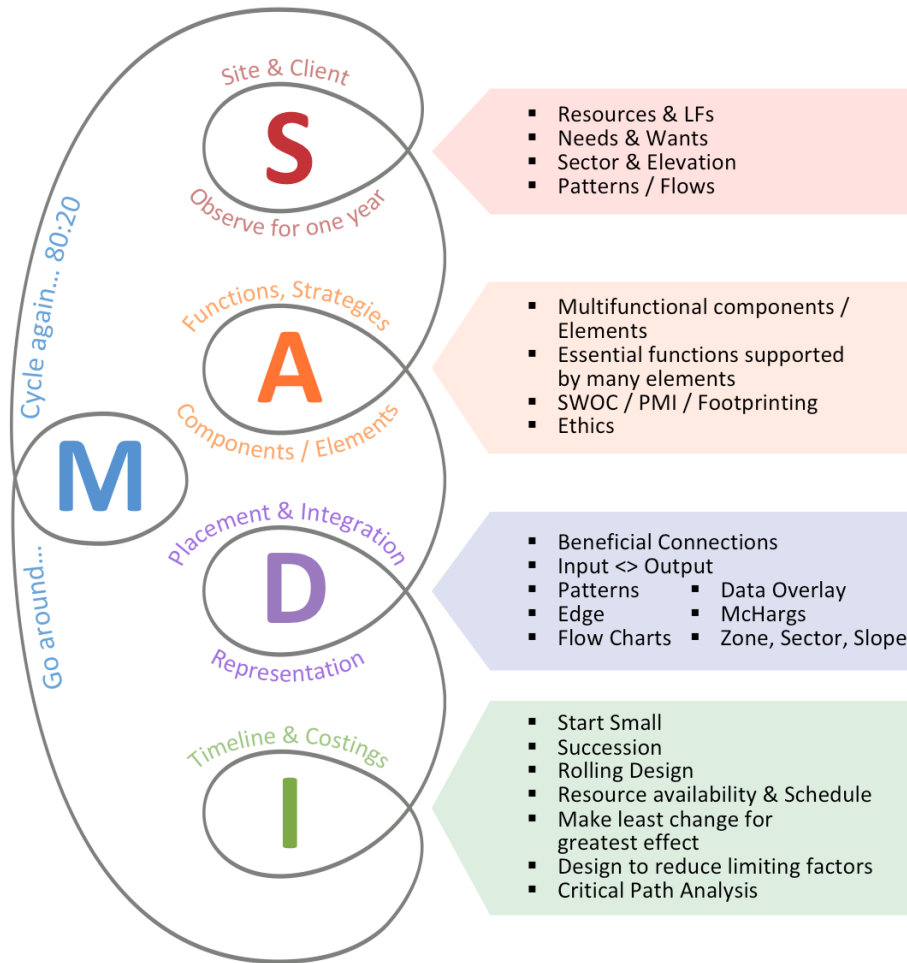 Site & Client
S
Observe for one year
▪ Resources & LFs
▪ Needs & Wants
▪ Sector & Elevation
▪ Patterns / Flows
Functions, Strategies
A
Components / Elements
▪ Multifunctional components /
Elements
▪ Essential functions supported
by many elements
▪ SWOC / PMI / Footprinting
▪ Ethics
Cycle again... 80:20
M
Go around...
Placement & Integration
D
Representation
▪ Beneficial Connections
▪ Input <> Output
▪ Patterns ▪ Data Overlay
▪ Edge ▪ McHargs
▪ Flow Charts ▪ Zone, Sector, Slope
Timeline & Costings
I
▪ Start Small
▪ Succession
▪ Rolling Design
▪ Resource availability & Schedule
▪ Make least change for
greatest effect
▪ Design to reduce limiting factors
▪ Critical Path Analysis